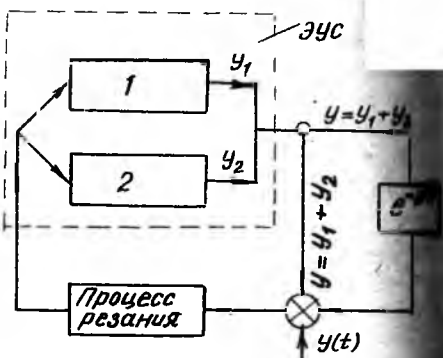 ЭУС
1
y₁
y=y₁+y₂
2
y₂
y=y₁+y₂
Процесс
резания
y(t)